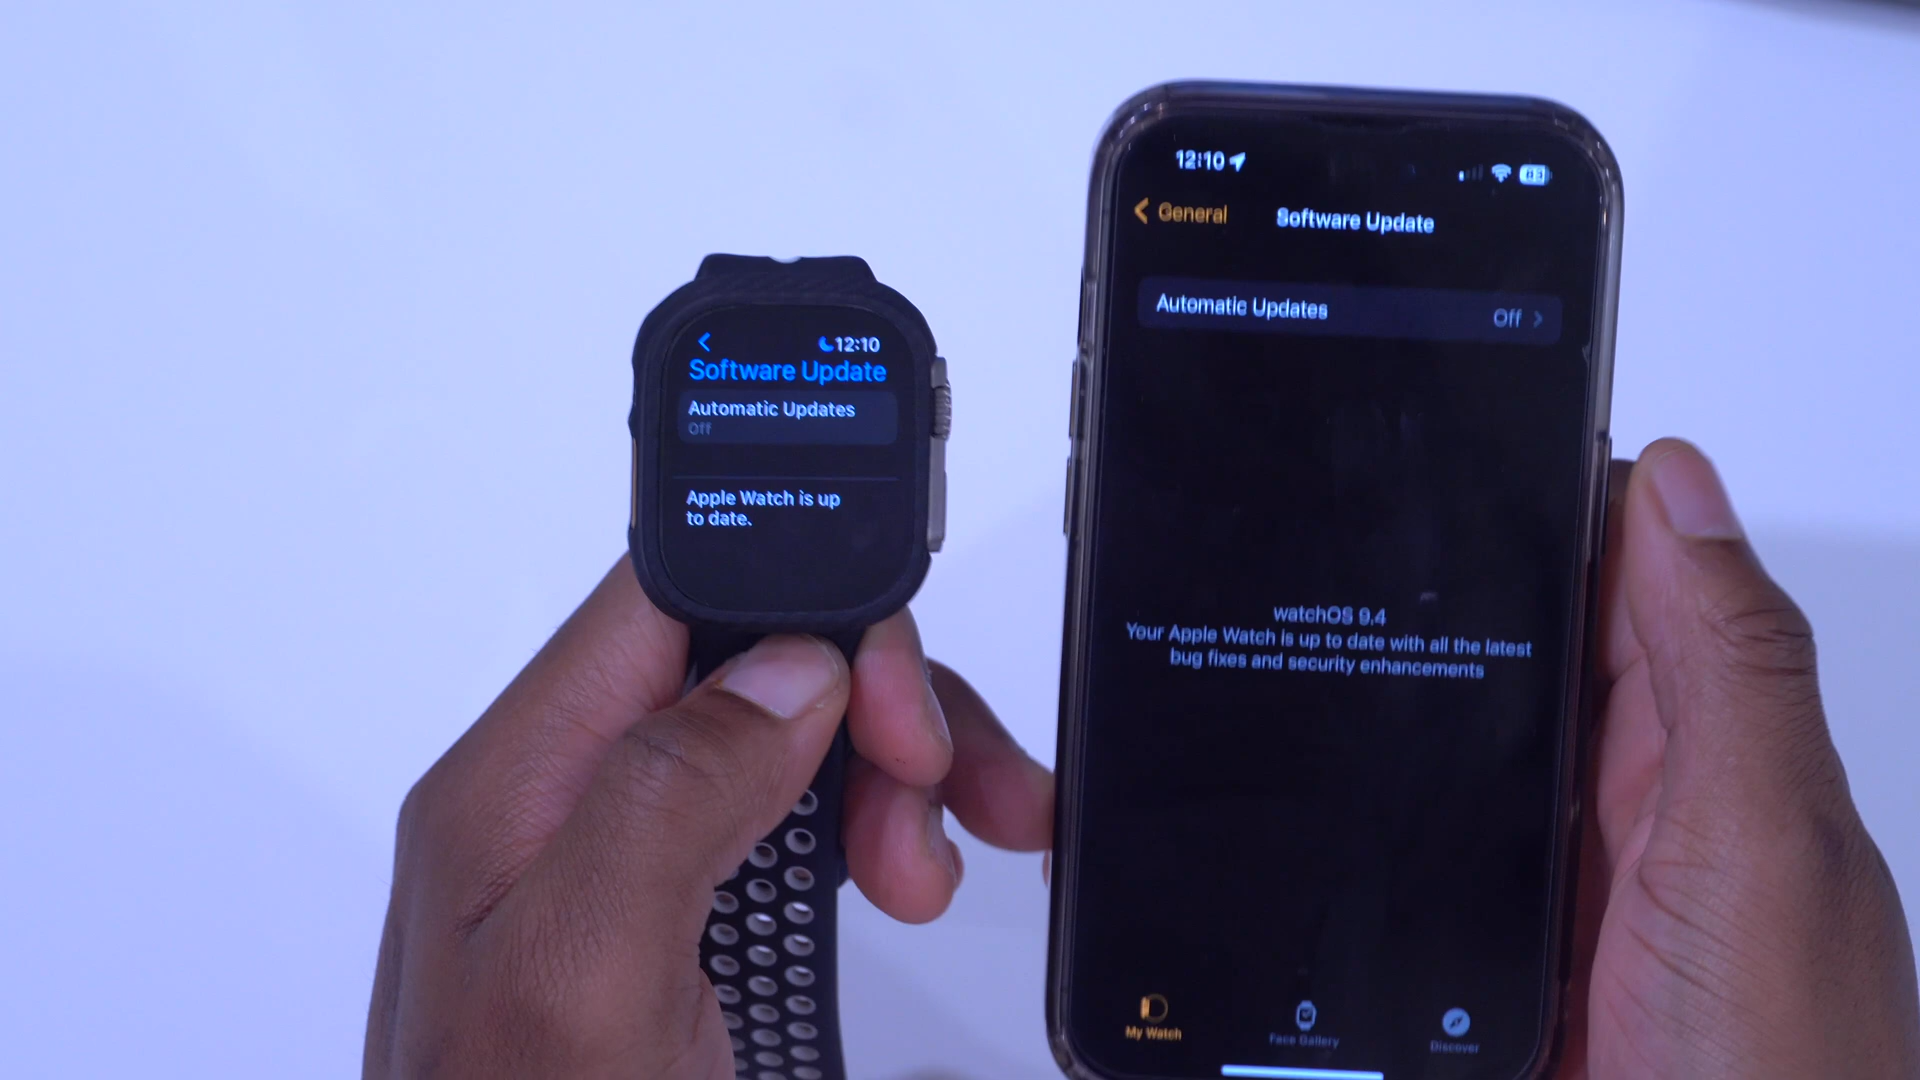 12:10
Software Update
Automatic Updates
Off
Apple Watch is up
to date.
12:10
83
General
Software Update
Automatic Updates
Off
watchOS 9.4
Your Apple Watch is up to date with all the latest
bug fixes and security enhancements
My Watch
Face Gallery
Discover